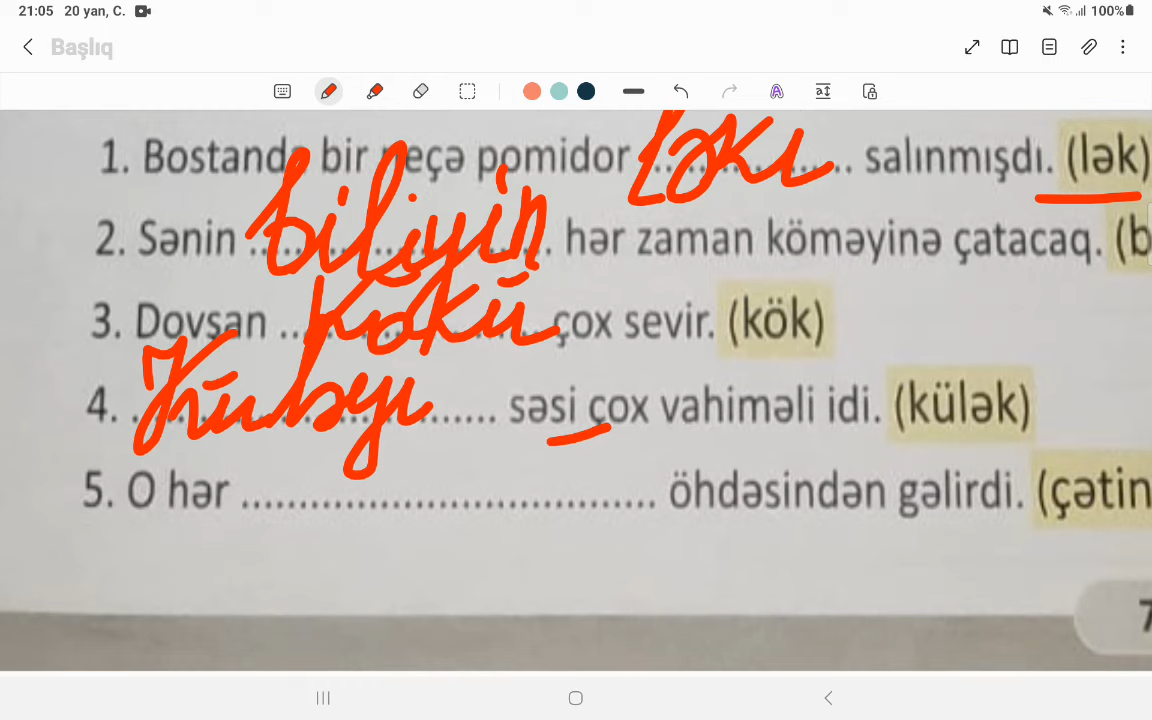 21:05 20 yan, C. 100%
Başlıq
1. Bostanda bir neçə pomidor ləki salınmışdı. (lək)
2. Sənin biliyin hər zaman köməyinə çatacaq. (b
3. Dovşan kökü çox sevir. (kök)
4. səsi çox vahiməli idi. (külək)
5. O hər ................................... öhdəsindən gəlirdi. (çətin
7